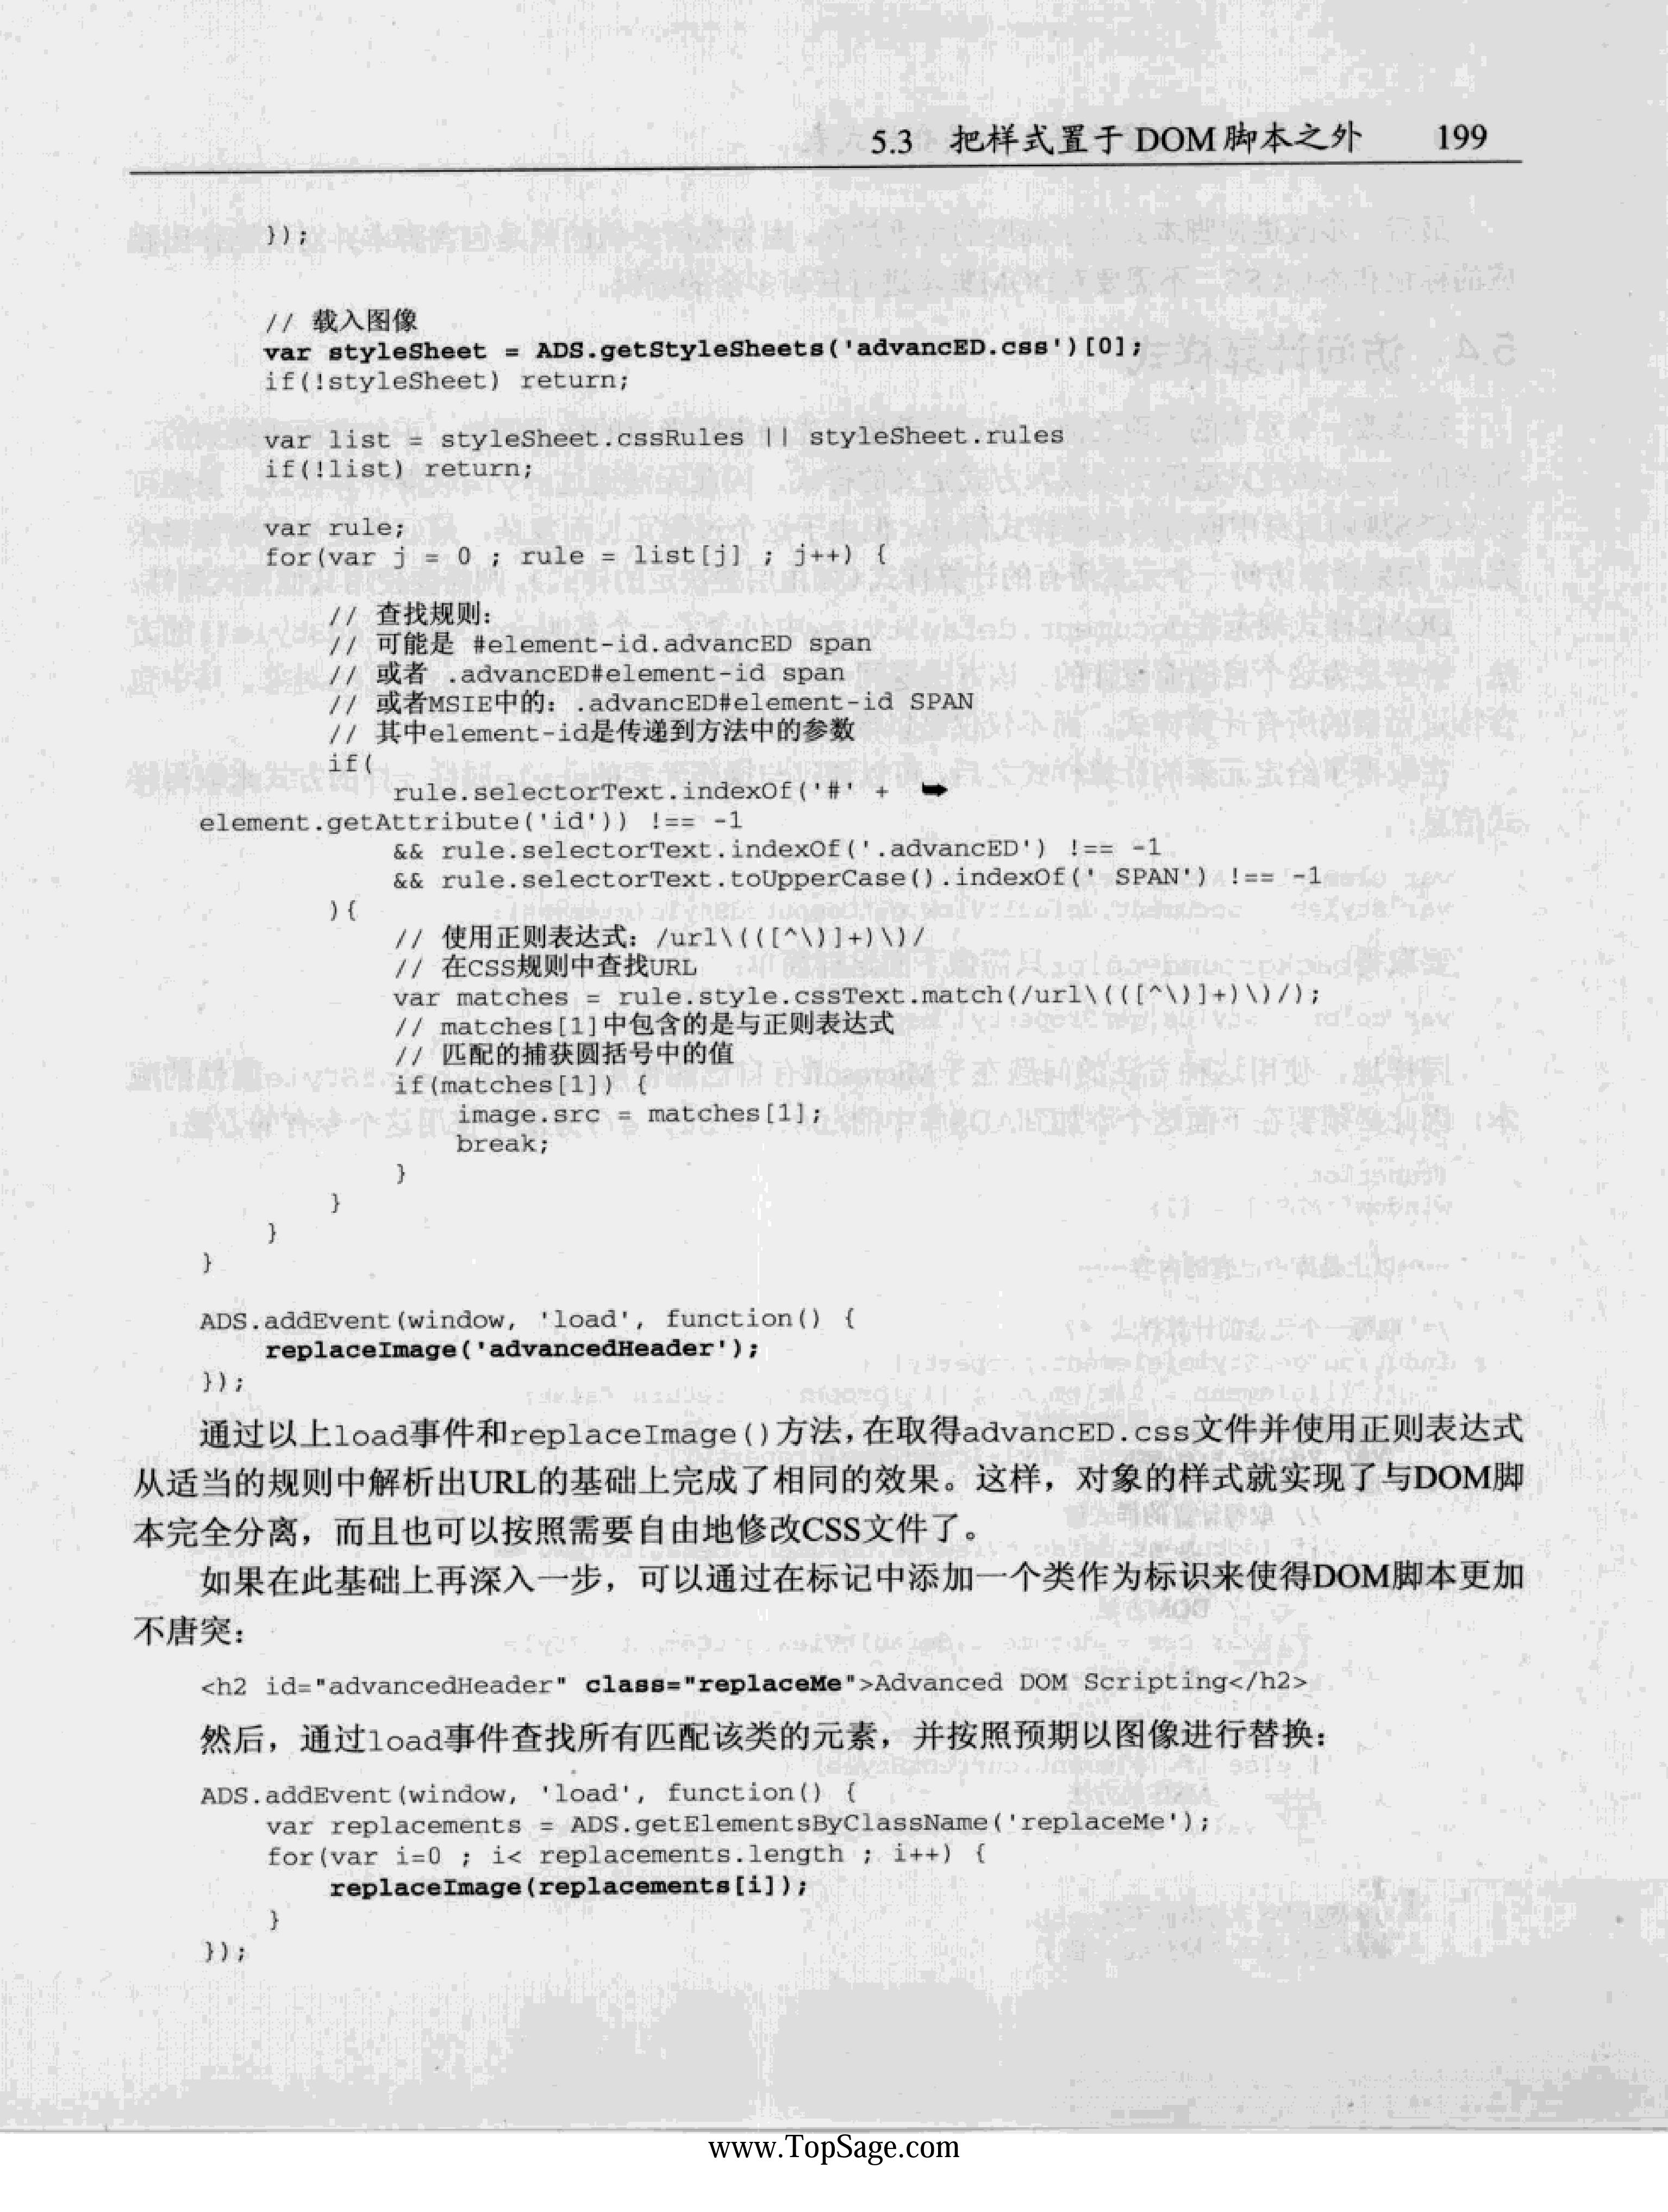 5.3 把样式置于 DOM 脚本之外 199
});
// 载入图像
var styleSheet = ADS.getStyleSheets('advancED.css')[0];
if(!styleSheet) return;
var list = styleSheet.cssRules || styleSheet.rules
if(!list) return;
var rule;
for(var j = 0 ; rule = list[j] ; j++) {
// 查找规则：
// 可能是 #element-id.advancED span
// 或者 .advancED#element-id span
// 或者MSIE中的：.advancED#element-id SPAN
// 其中element-id是传递到方法中的参数
if(
rule.selectorText.indexOf('#' + ➥
element.getAttribute('id')) !== -1
&& rule.selectorText.indexOf('.advancED') !== -1
&& rule.selectorText.toUpperCase().indexOf(' SPAN') !== -1
){
// 使用正则表达式：/url\(([^\)]+)\)/
// 在CSS规则中查找URL
var matches = rule.style.cssText.match(/url\(([^\)]+)\)/);
// matches[1]中包含的是与正则表达式
// 匹配的捕获圆括号中的值
if(matches[1]) {
image.src = matches[1];
break;
}
}
}
}
ADS.addEvent(window, 'load', function() {
replaceImage('advancedHeader');
});
通过以上load事件和replaceImage()方法，在取得advancED.css文件并使用正则表达式
从适当的规则中解析出URL的基础上完成了相同的效果。这样，对象的样式就实现了与DOM脚
本完全分离，而且也可以按照需要自由地修改CSS文件了。
如果在此基础上再深入一步，可以通过在标记中添加一个类作为标识来使得DOM脚本更加
不唐突：
<h2 id="advancedHeader" class="replaceMe">Advanced DOM Scripting</h2>
然后，通过load事件查找所有匹配该类的元素，并按照预期以图像进行替换：
ADS.addEvent(window, 'load', function() {
var replacements = ADS.getElementsByClassName('replaceMe');
for(var i=0 ; i< replacements.length ; i++) {
replaceImage(replacements[i]);
}
});
www.TopSage.com